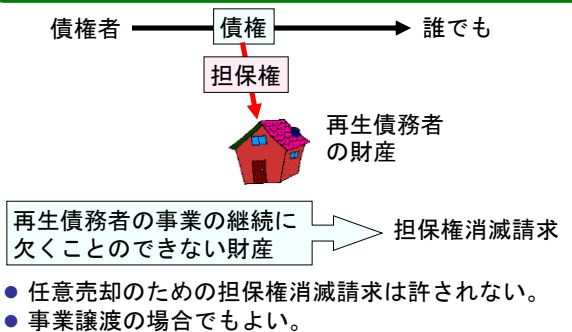 債権者
債権
誰でも
担保権
再生債務者
の財産
再生債務者の事業の継続に
欠くことのできない財産
担保権消滅請求
● 任意売却のための担保権消滅請求は許されない。
● 事業譲渡の場合でもよい。